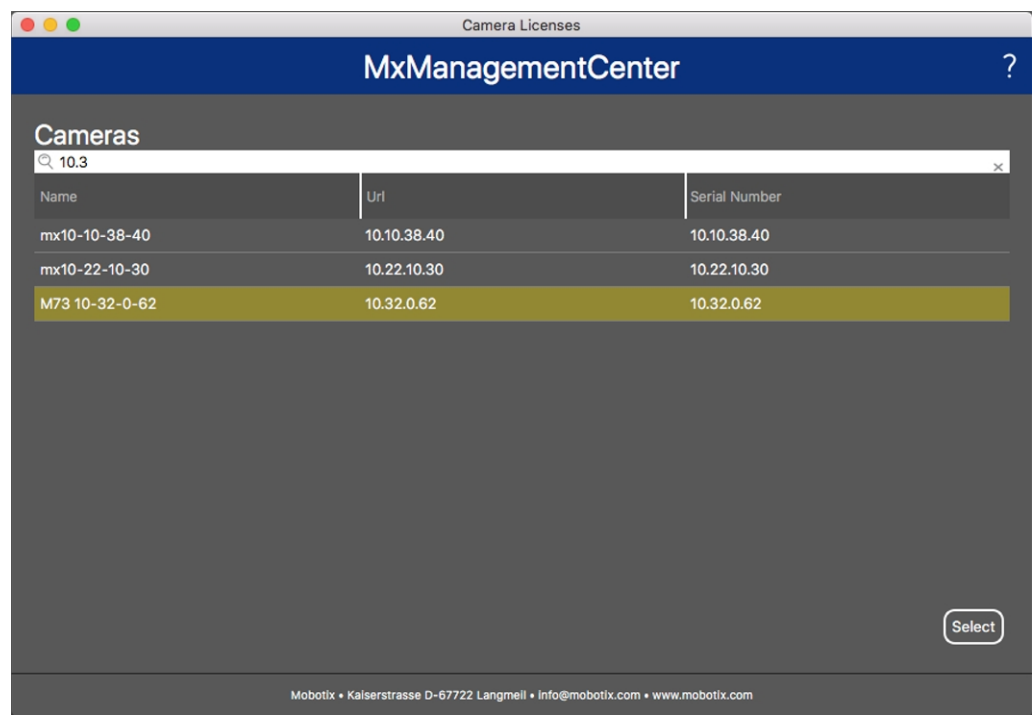 Camera Licenses
MxManagementCenter ?
Cameras
10.3 ×
Name Url Serial Number
mx10-10-38-40 10.10.38.40 10.10.38.40
mx10-22-10-30 10.22.10.30 10.22.10.30
M73 10-32-0-62 10.32.0.62 10.32.0.62
Select
Mobotix • Kaiserstrasse D-67722 Langmeil • info@mobotix.com • www.mobotix.com